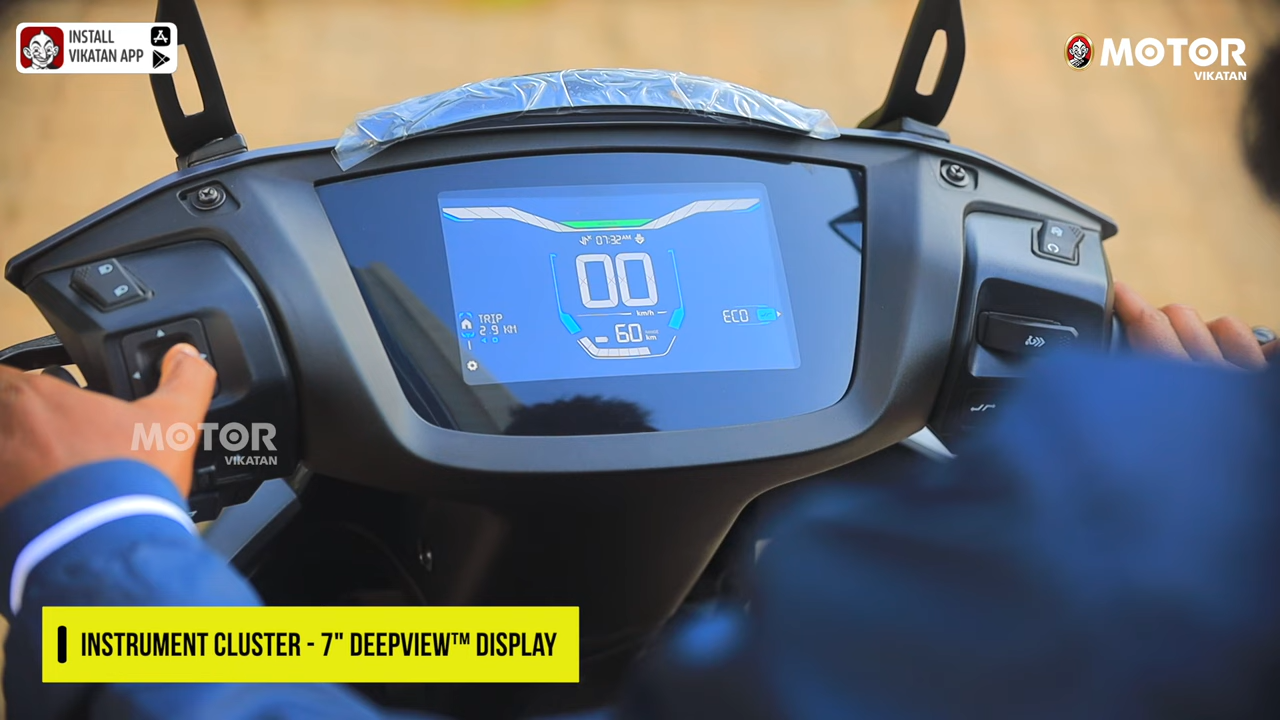 INSTALL
VIKATAN APP
MOTOR
VIKATAN
07:32 AM
00
km/h
60
km
TRIP
2.9 KM
ECO
MOTOR
VIKATAN
INSTRUMENT CLUSTER - 7" DEEPVIEW™ DISPLAY